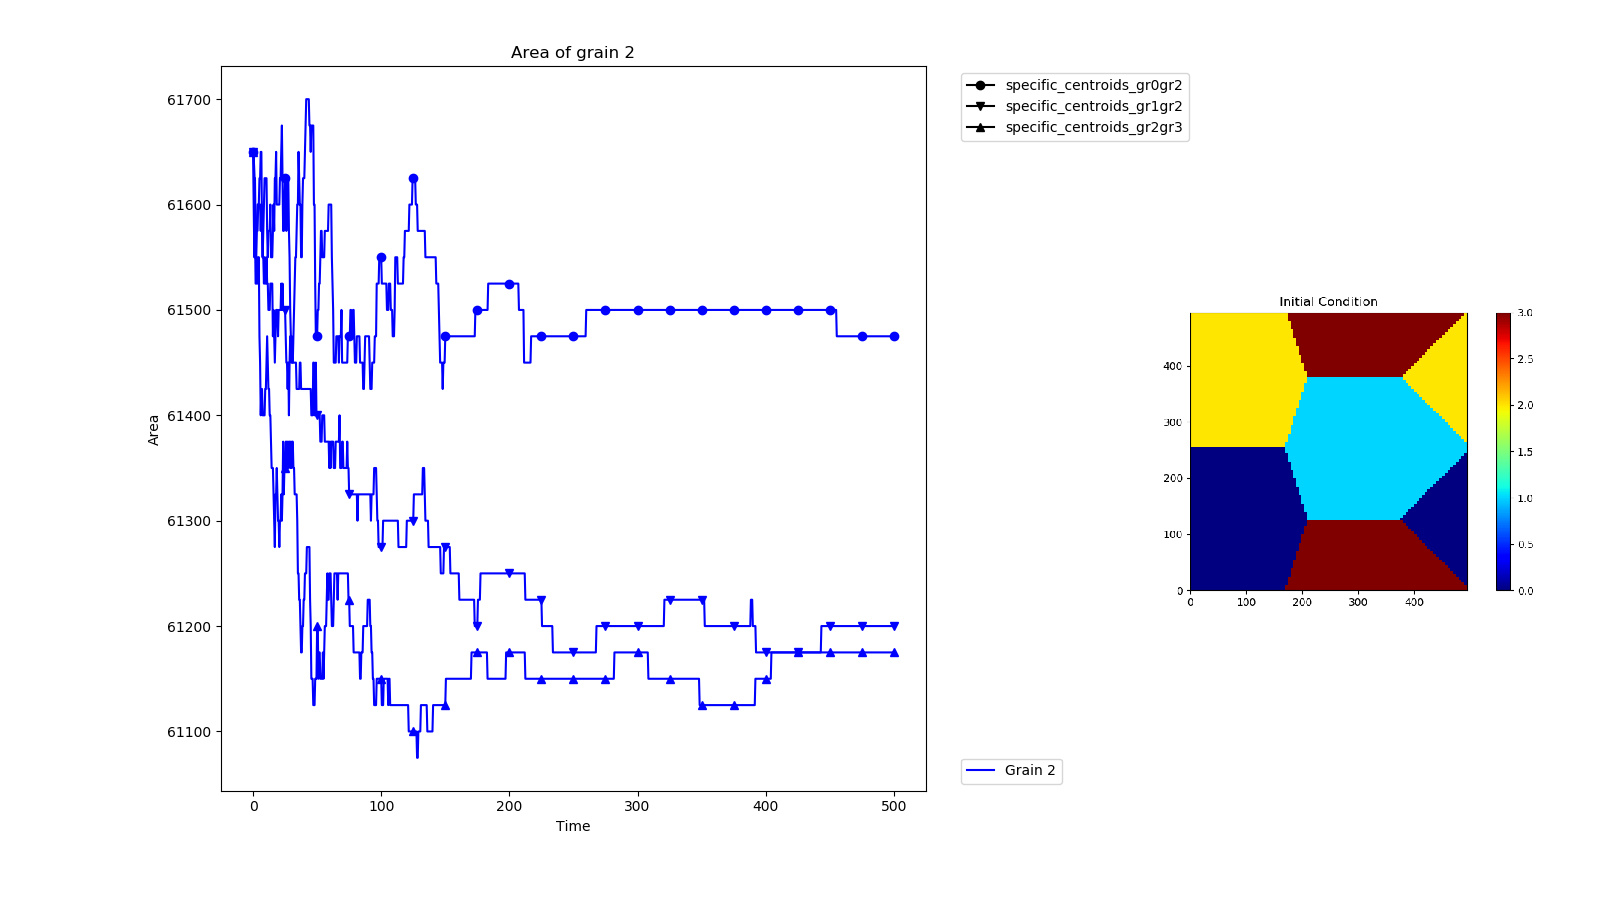 Area of grain 2
61700
61600
61500
61400
61300
61200
61100
Area
0 100 200 300 400 500
Time
specific_centroids_gr0gr2
specific_centroids_gr1gr2
specific_centroids_gr2gr3
Grain 2
Initial Condition
400
300
200
100
0
0 100 200 300 400
3.0
2.5
2.0
1.5
1.0
0.5
0.0